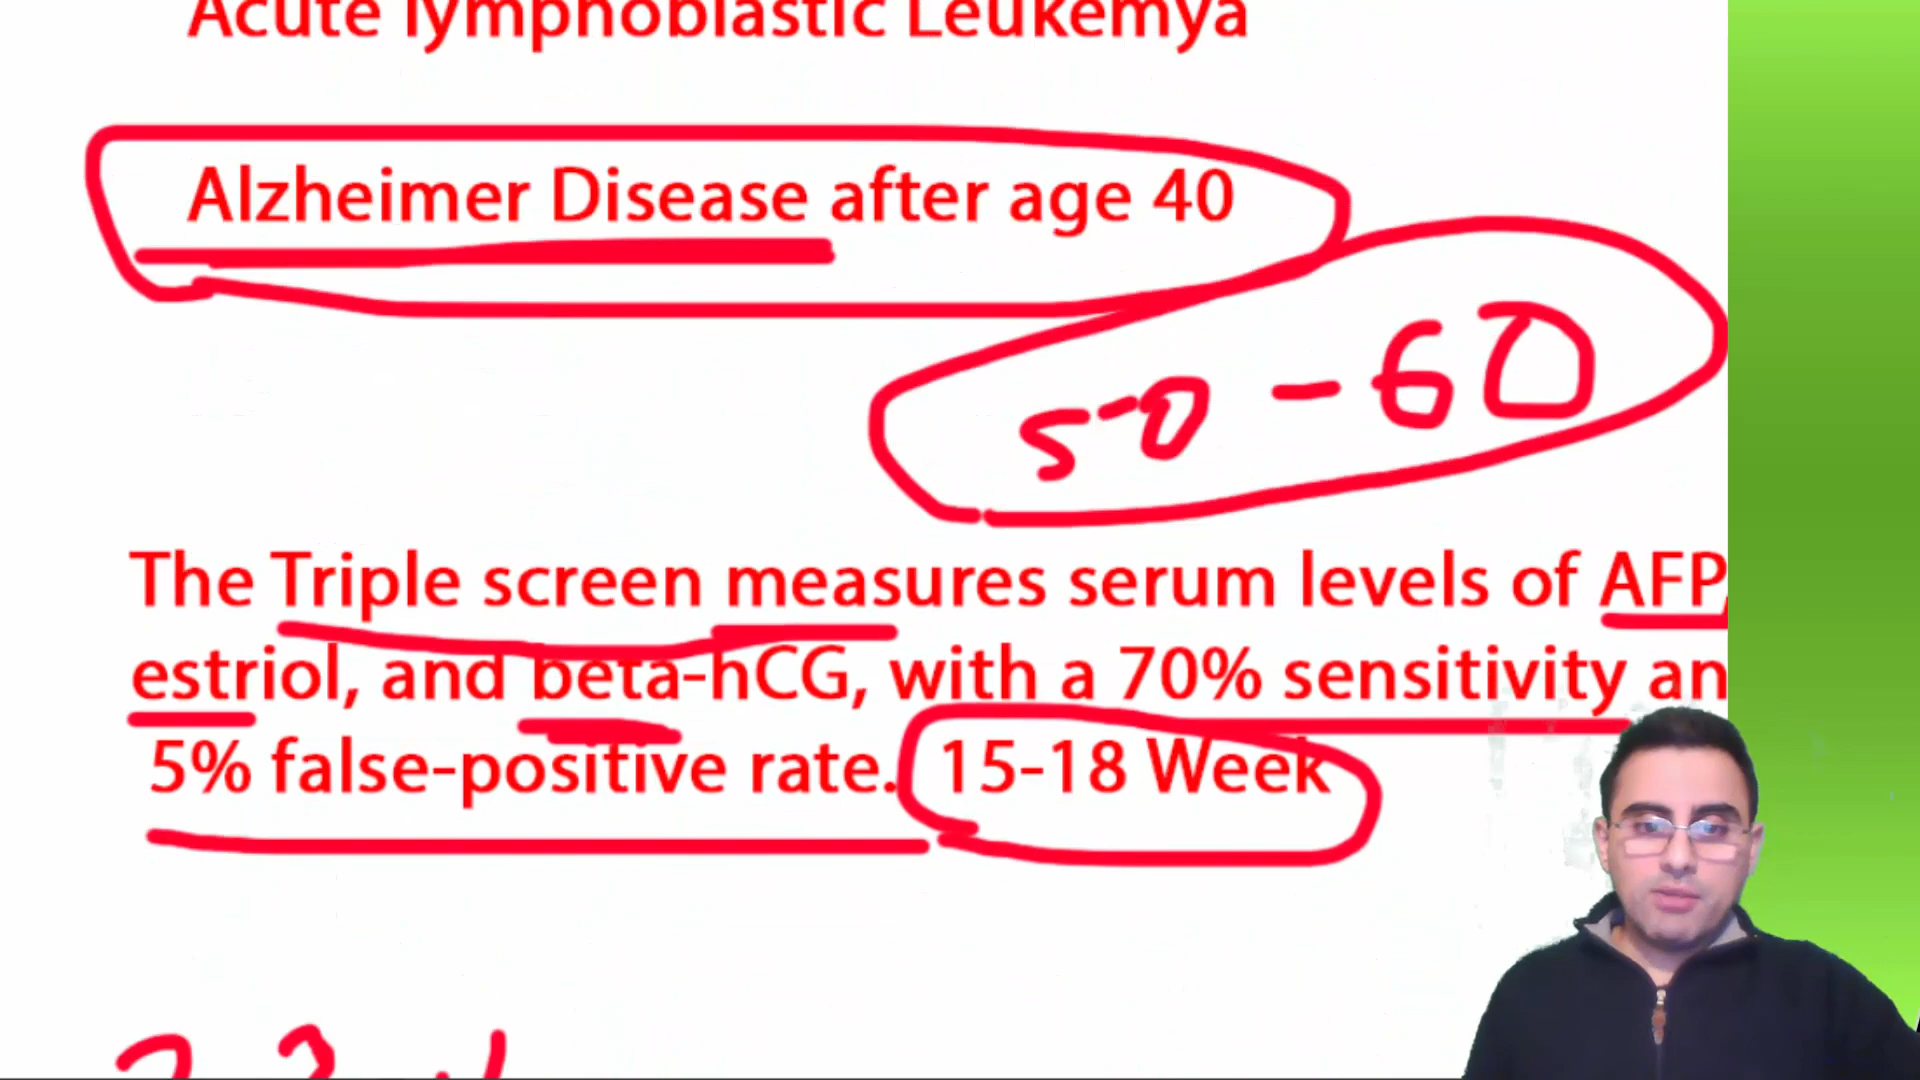 Acute lymphoblastic Leukemya
Alzheimer Disease after age 40
50 - 60
The Triple screen measures serum levels of AFP,
estriol, and beta-hCG, with a 70% sensitivity an
5% false-positive rate. 15-18 Week